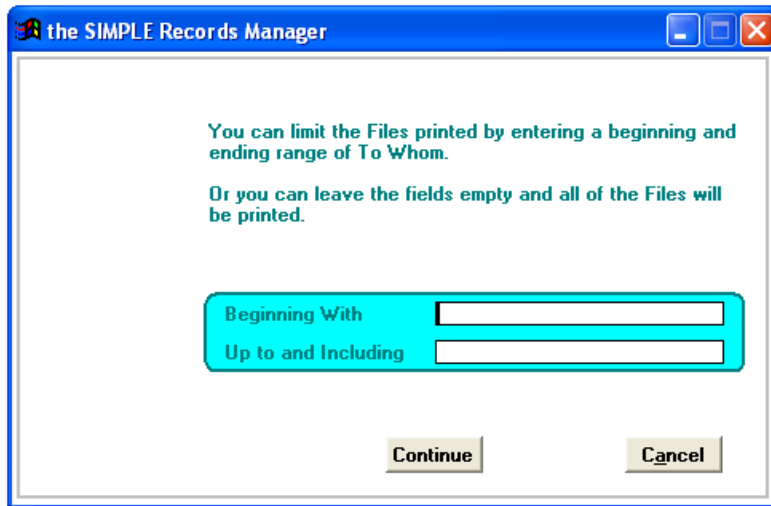 the SIMPLE Records Manager
You can limit the Files printed by entering a beginning and
ending range of To Whom.
Or you can leave the fields empty and all of the Files will
be printed.
Beginning With
Up to and Including
Continue
Cancel